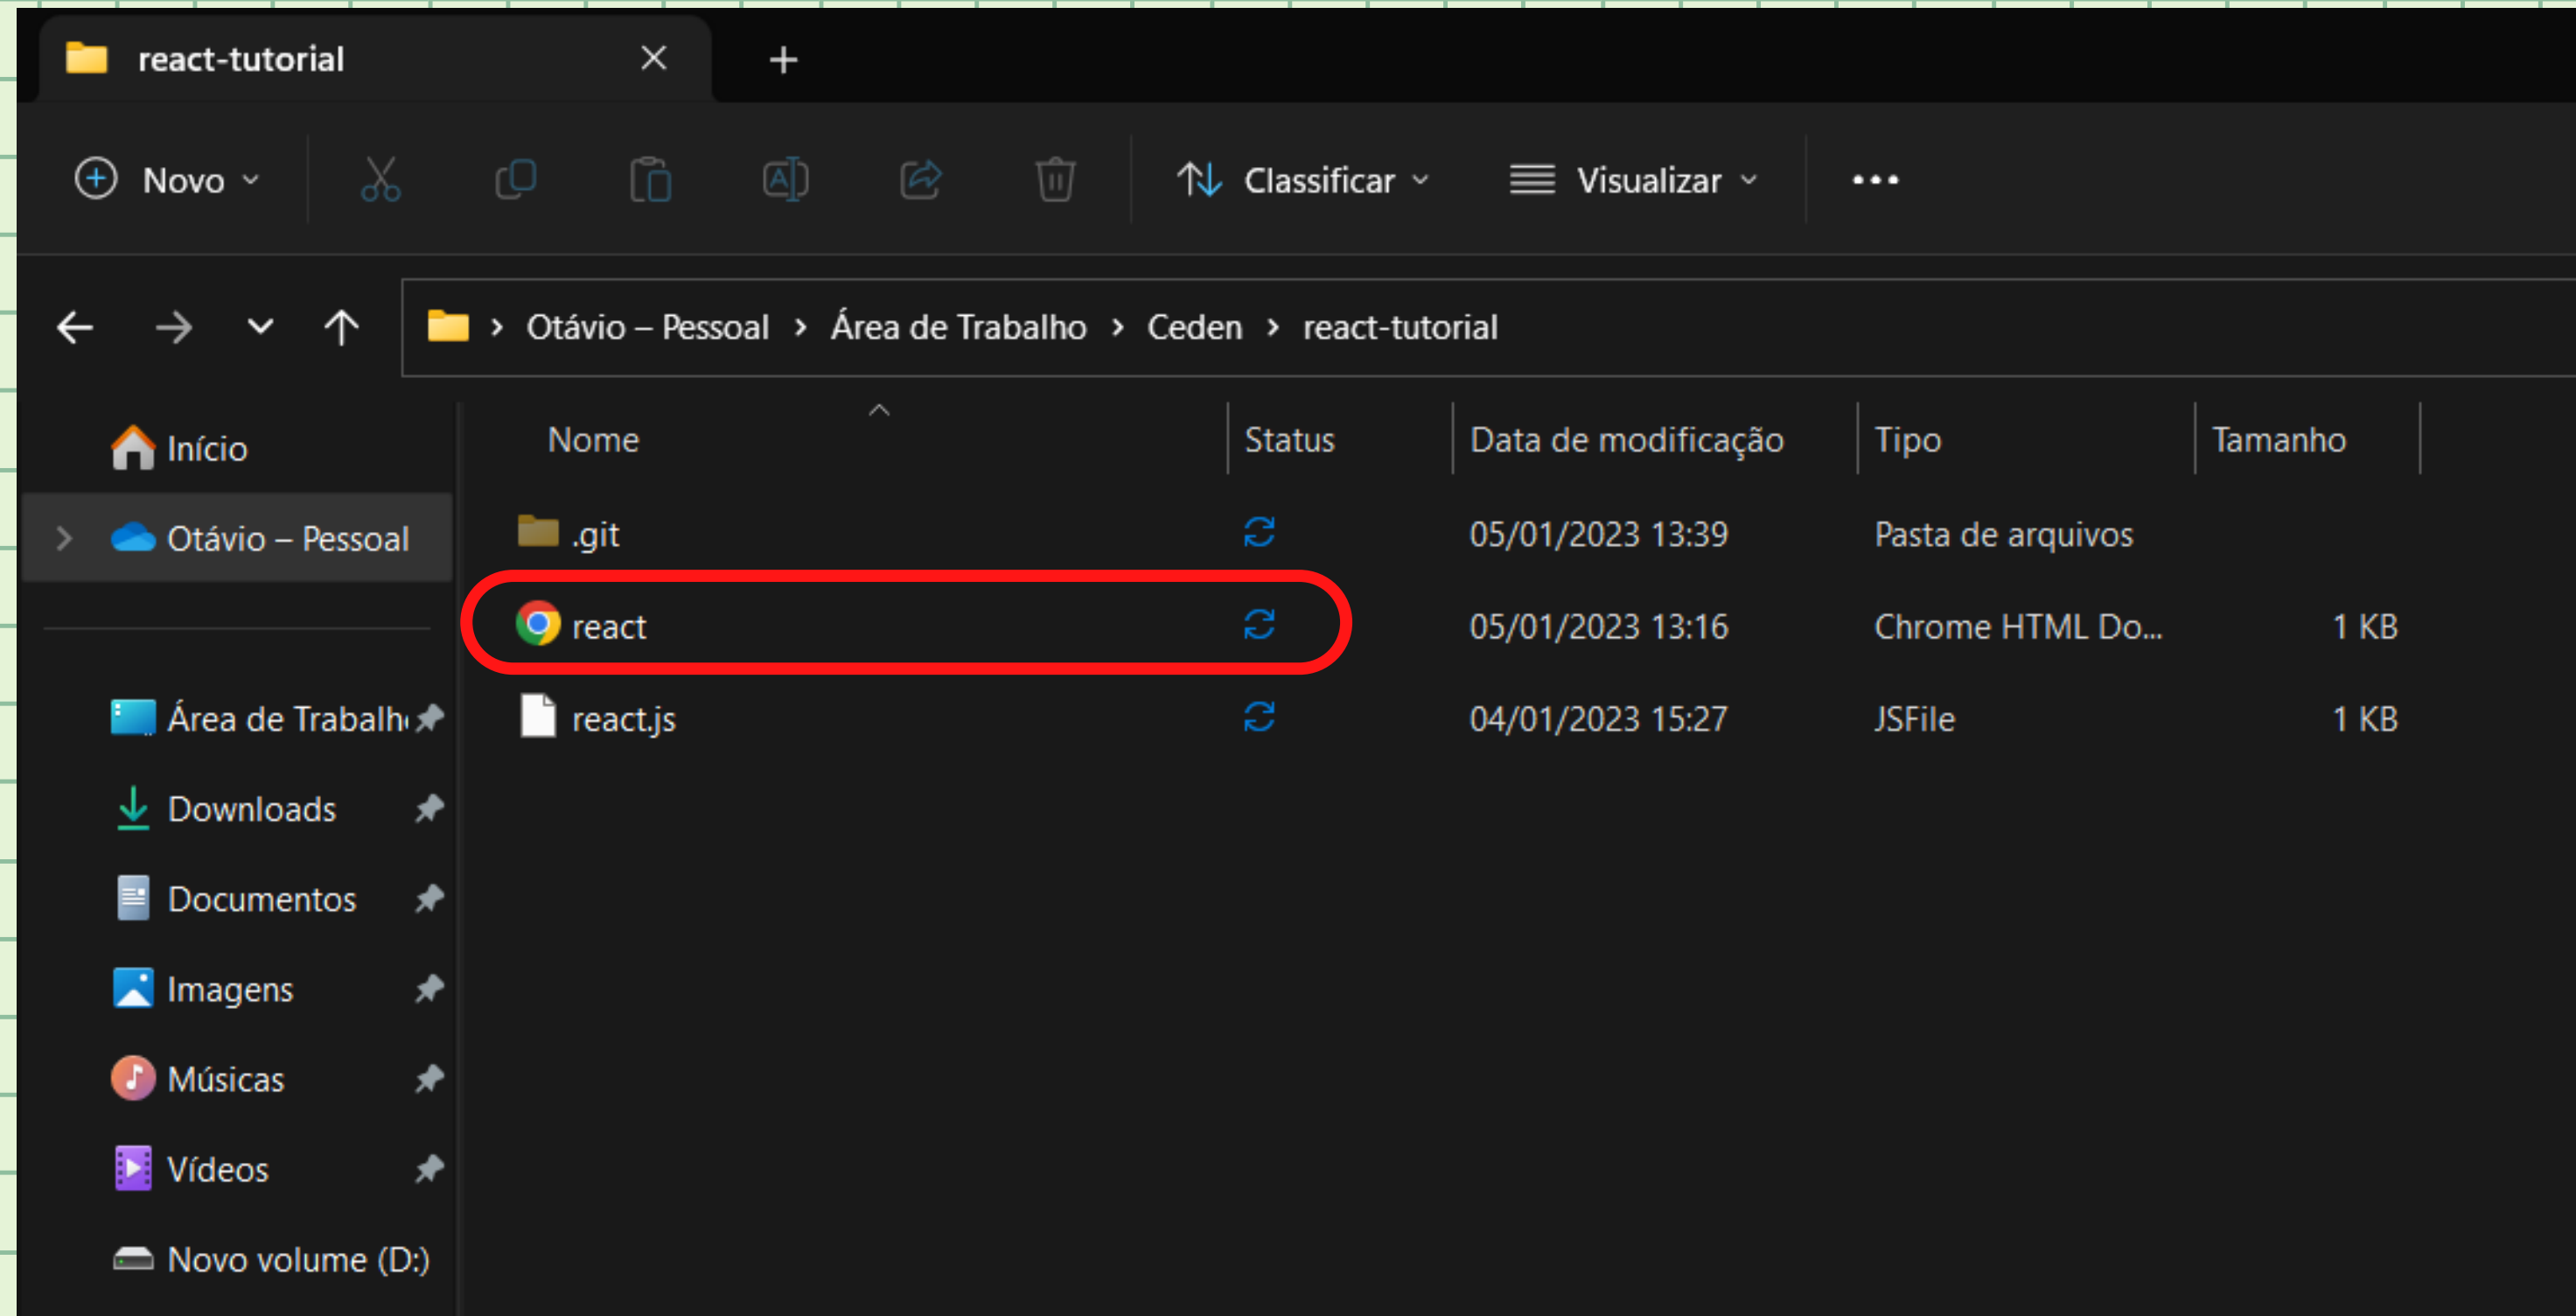 react-tutorial
Novo
Classificar
Visualizar
Otávio – Pessoal > Área de Trabalho > Ceden > react-tutorial
Início
Otávio – Pessoal
Área de Trabalh
Downloads
Documentos
Imagens
Músicas
Vídeos
Novo volume (D:)
Nome Status Data de modificação Tipo Tamanho
.git 05/01/2023 13:39 Pasta de arquivos
react 05/01/2023 13:16 Chrome HTML Do... 1 KB
react.js 04/01/2023 15:27 JSFile 1 KB